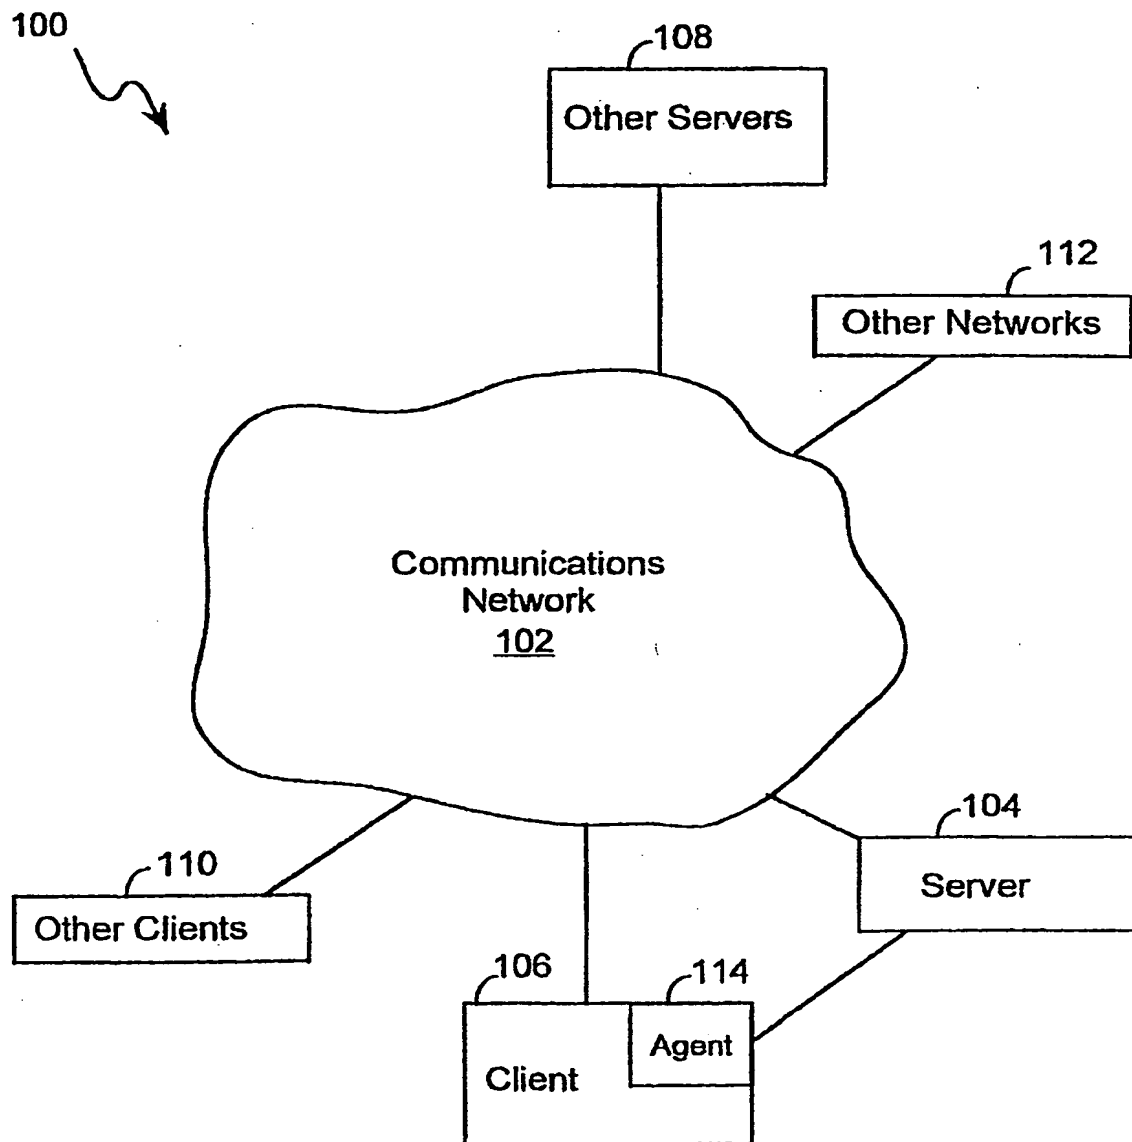 100
108
Other Servers
112
Other Networks
Communications
Network
102
104
Server
110
Other Clients
106
114
Agent
Client